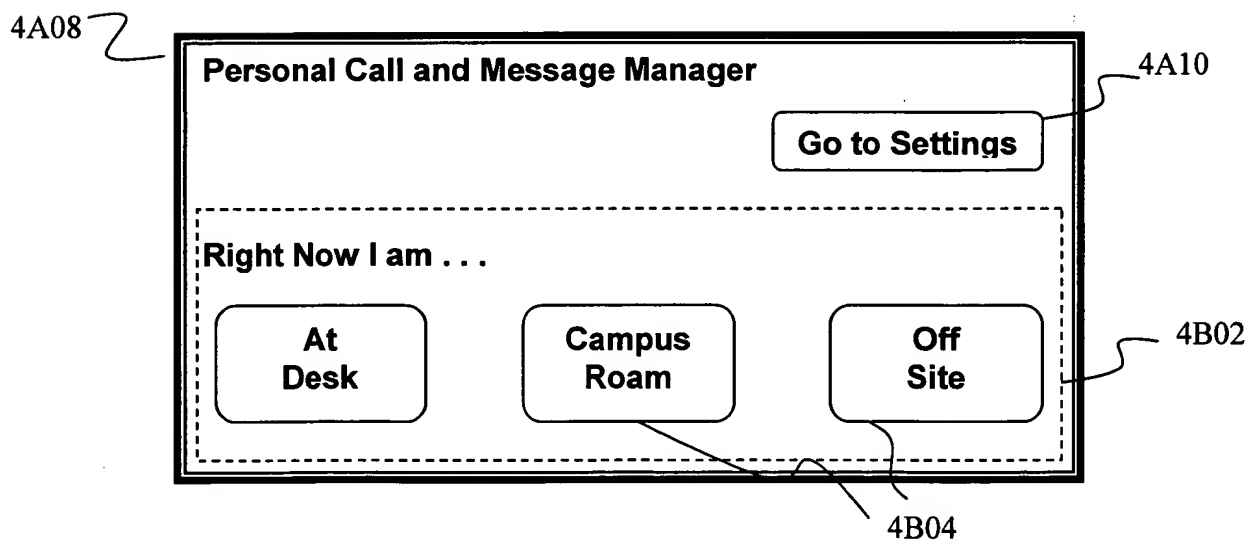 4A08
Personal Call and Message Manager
4A10
Go to Settings
Right Now I am . . .
At
Desk
Campus
Roam
Off
Site
4B02
4B04